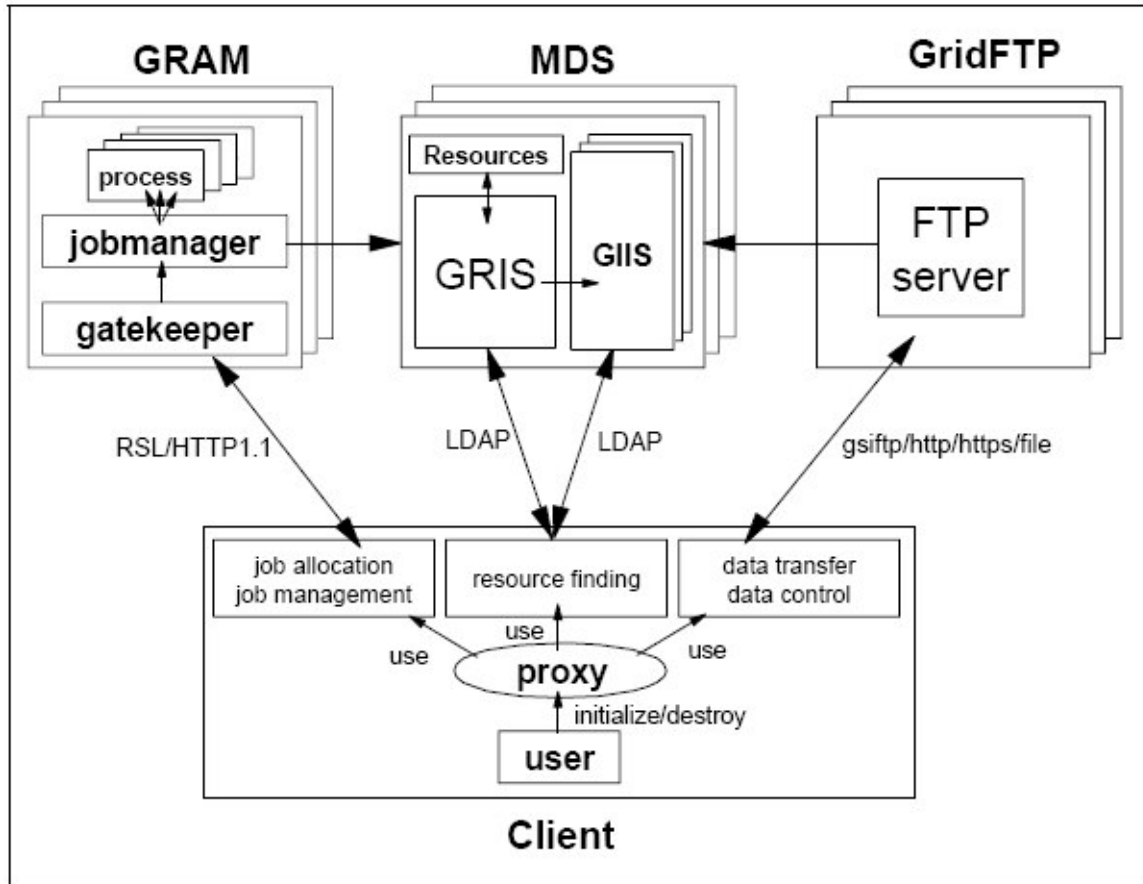 GRAM
MDS
GridFTP
process
jobmanager
gatekeeper
Resources
GRIS
GIIS
FTP
server
RSL/HTTP1.1
LDAP
LDAP
gsiftp/http/https/file
job allocation
job management
resource finding
data transfer
data control
use
use
use
proxy
initialize/destroy
user
Client